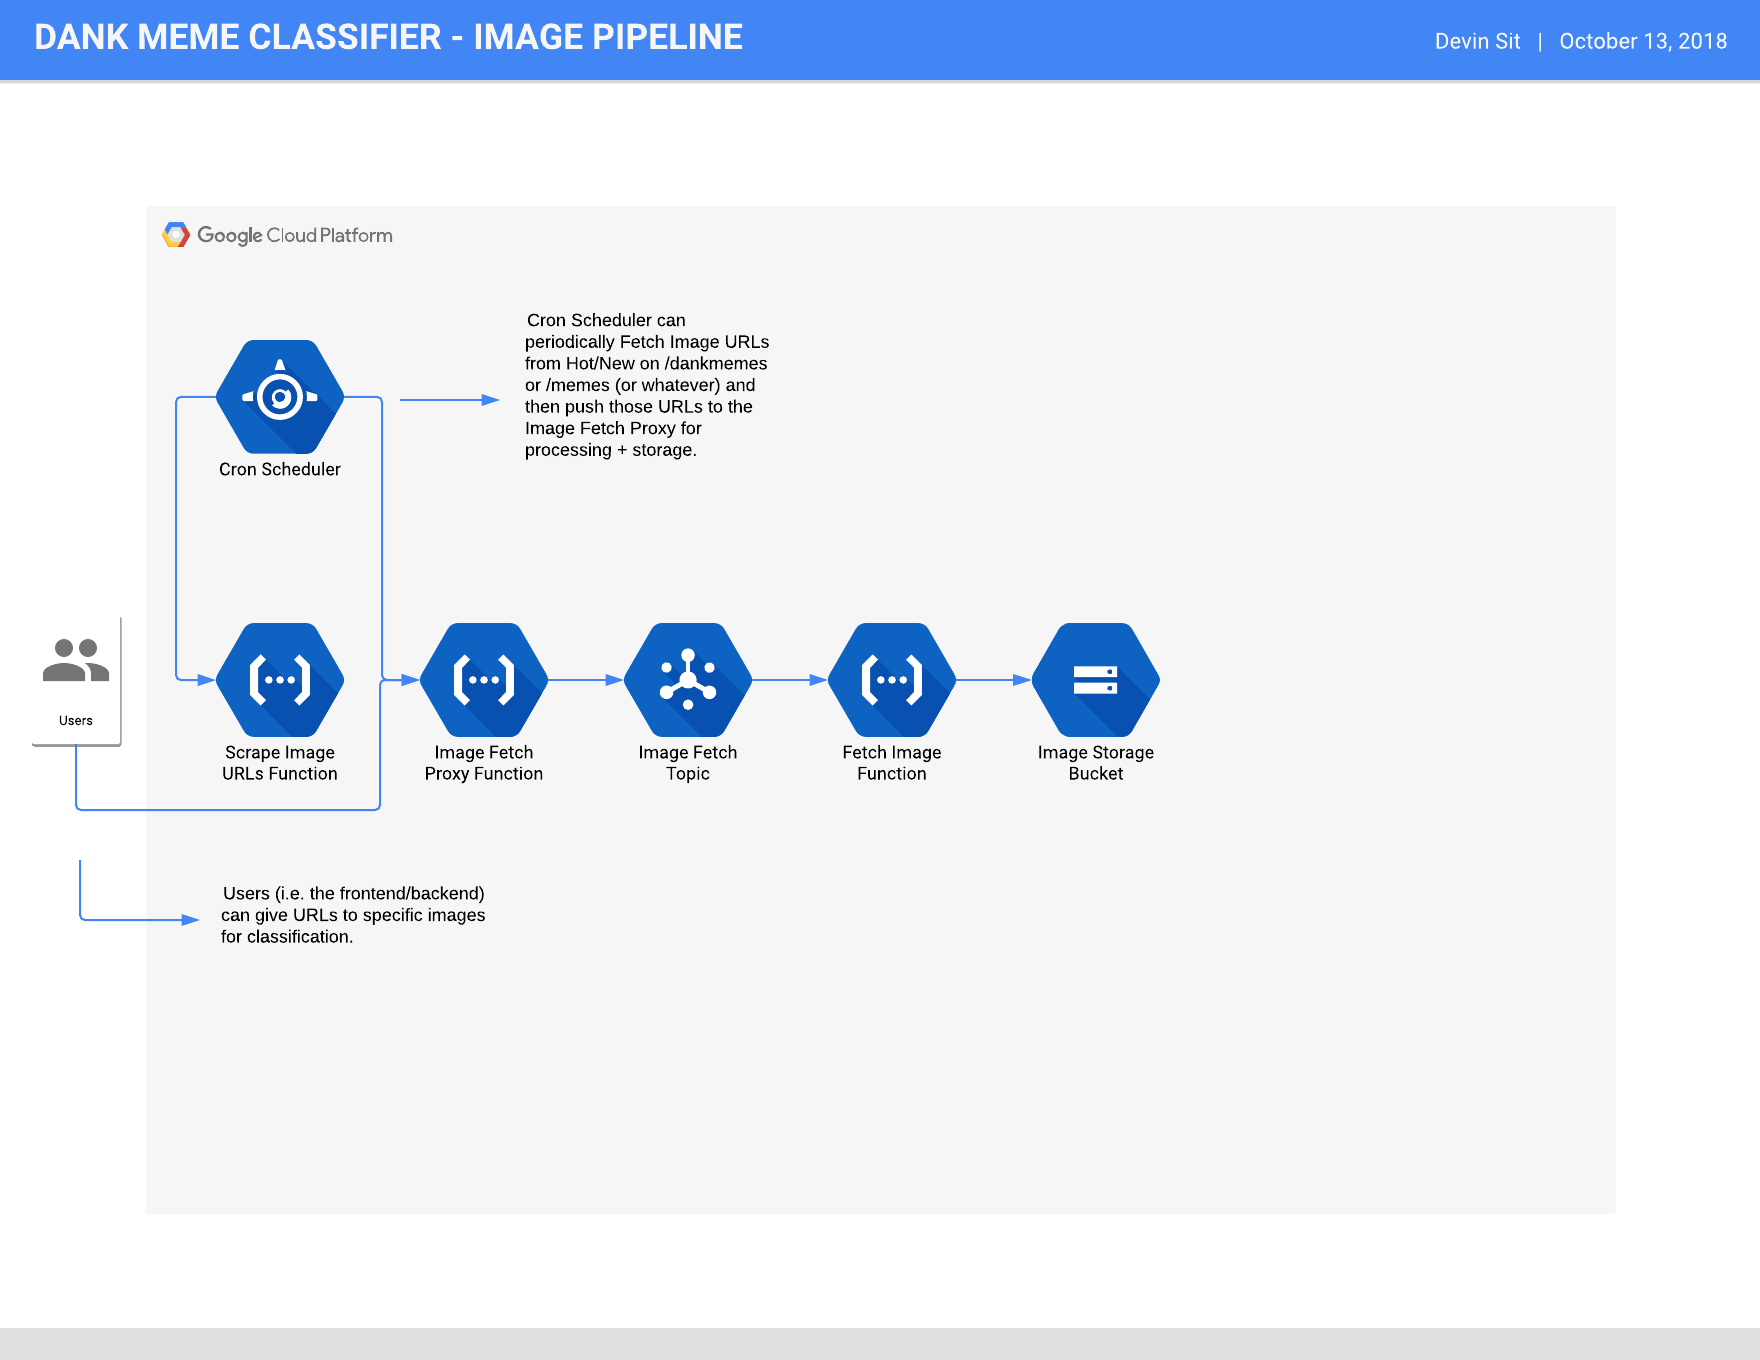 DANK MEME CLASSIFIER - IMAGE PIPELINE
Devin Sit | October 13, 2018
Google Cloud Platform
Cron Scheduler can
periodically Fetch Image URLs
from Hot/New on /dankmemes
or /memes (or whatever) and
then push those URLs to the
Image Fetch Proxy for
processing + storage.
Cron Scheduler
Users
Scrape Image
URLs Function
Image Fetch
Proxy Function
Image Fetch
Topic
Fetch Image
Function
Image Storage
Bucket
Users (i.e. the frontend/backend)
can give URLs to specific images
for classification.